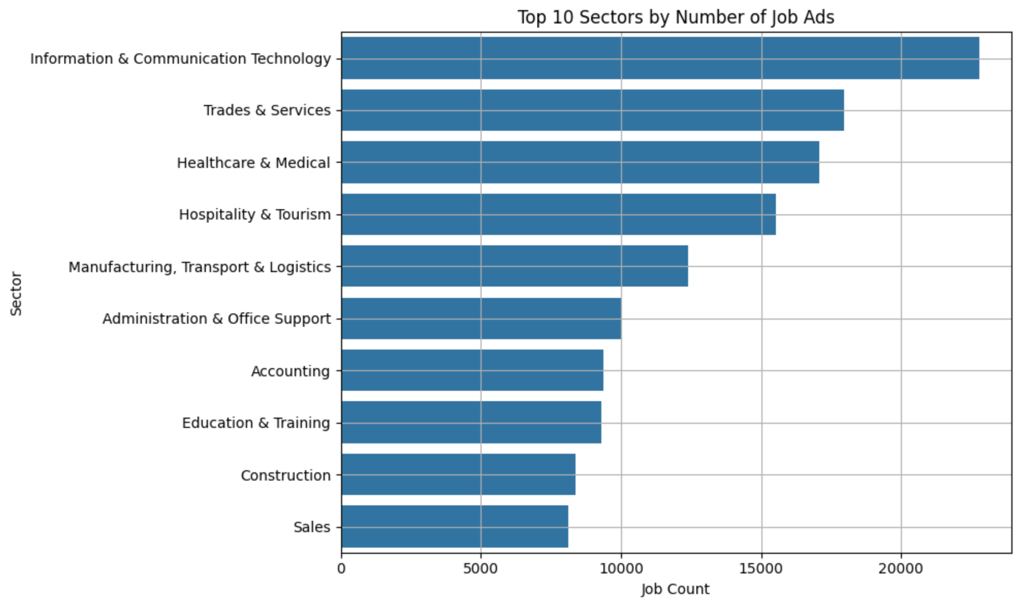 Top 10 Sectors by Number of Job Ads
Information & Communication Technology
Trades & Services
Healthcare & Medical
Hospitality & Tourism
Manufacturing, Transport & Logistics
Administration & Office Support
Accounting
Education & Training
Construction
Sales
Sector
0 5000 10000 15000 20000
Job Count